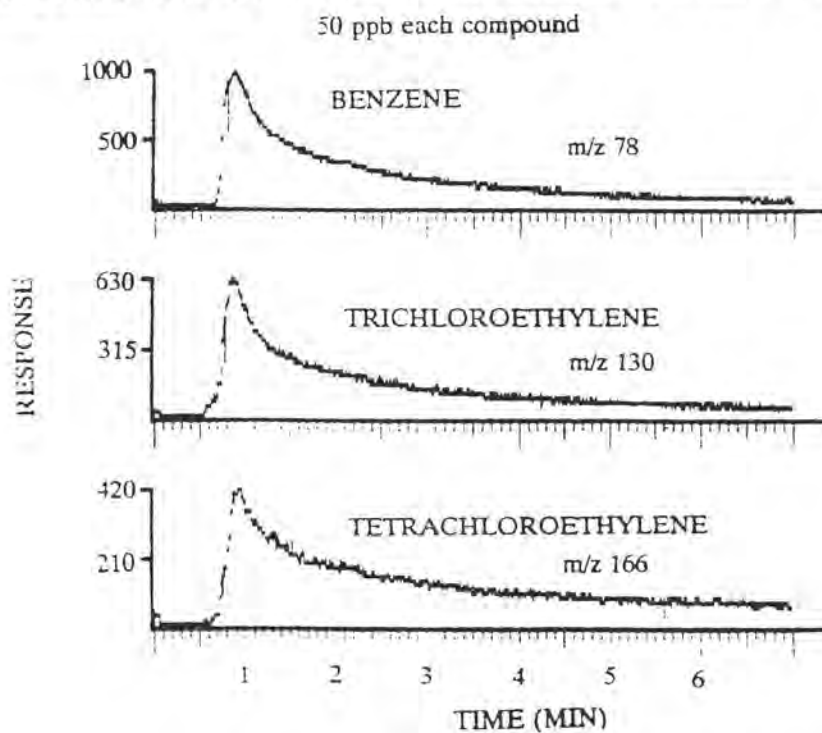 50 ppb each compound
1000
500
BENZENE
m/z 78
630
315
TRICHLOROETHYLENE
m/z 130
RESPONSE
420
210
TETRACHLOROETHYLENE
m/z 166
1 2 3 4 5 6
TIME (MIN)